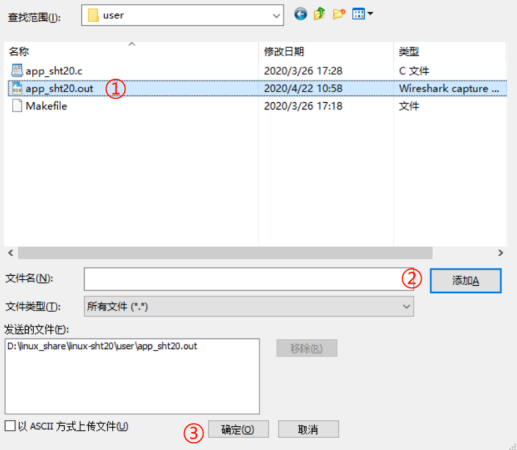 查找范围(I): user
名称 修改日期 类型
app_sht20.c 2020/3/26 17:28 C 文件
app_sht20.out ① 2020/4/22 10:58 Wireshark capture ...
Makefile 2020/3/26 17:18 文件
文件名(N): ② 添加A
文件类型(T): 所有文件 (*.*)
发送的文件(F):
D:\linux_share\linux-sht20\user\app_sht20.out
移除(R)
以 ASCII 方式上传文件(U) ③ 确定(O) 取消